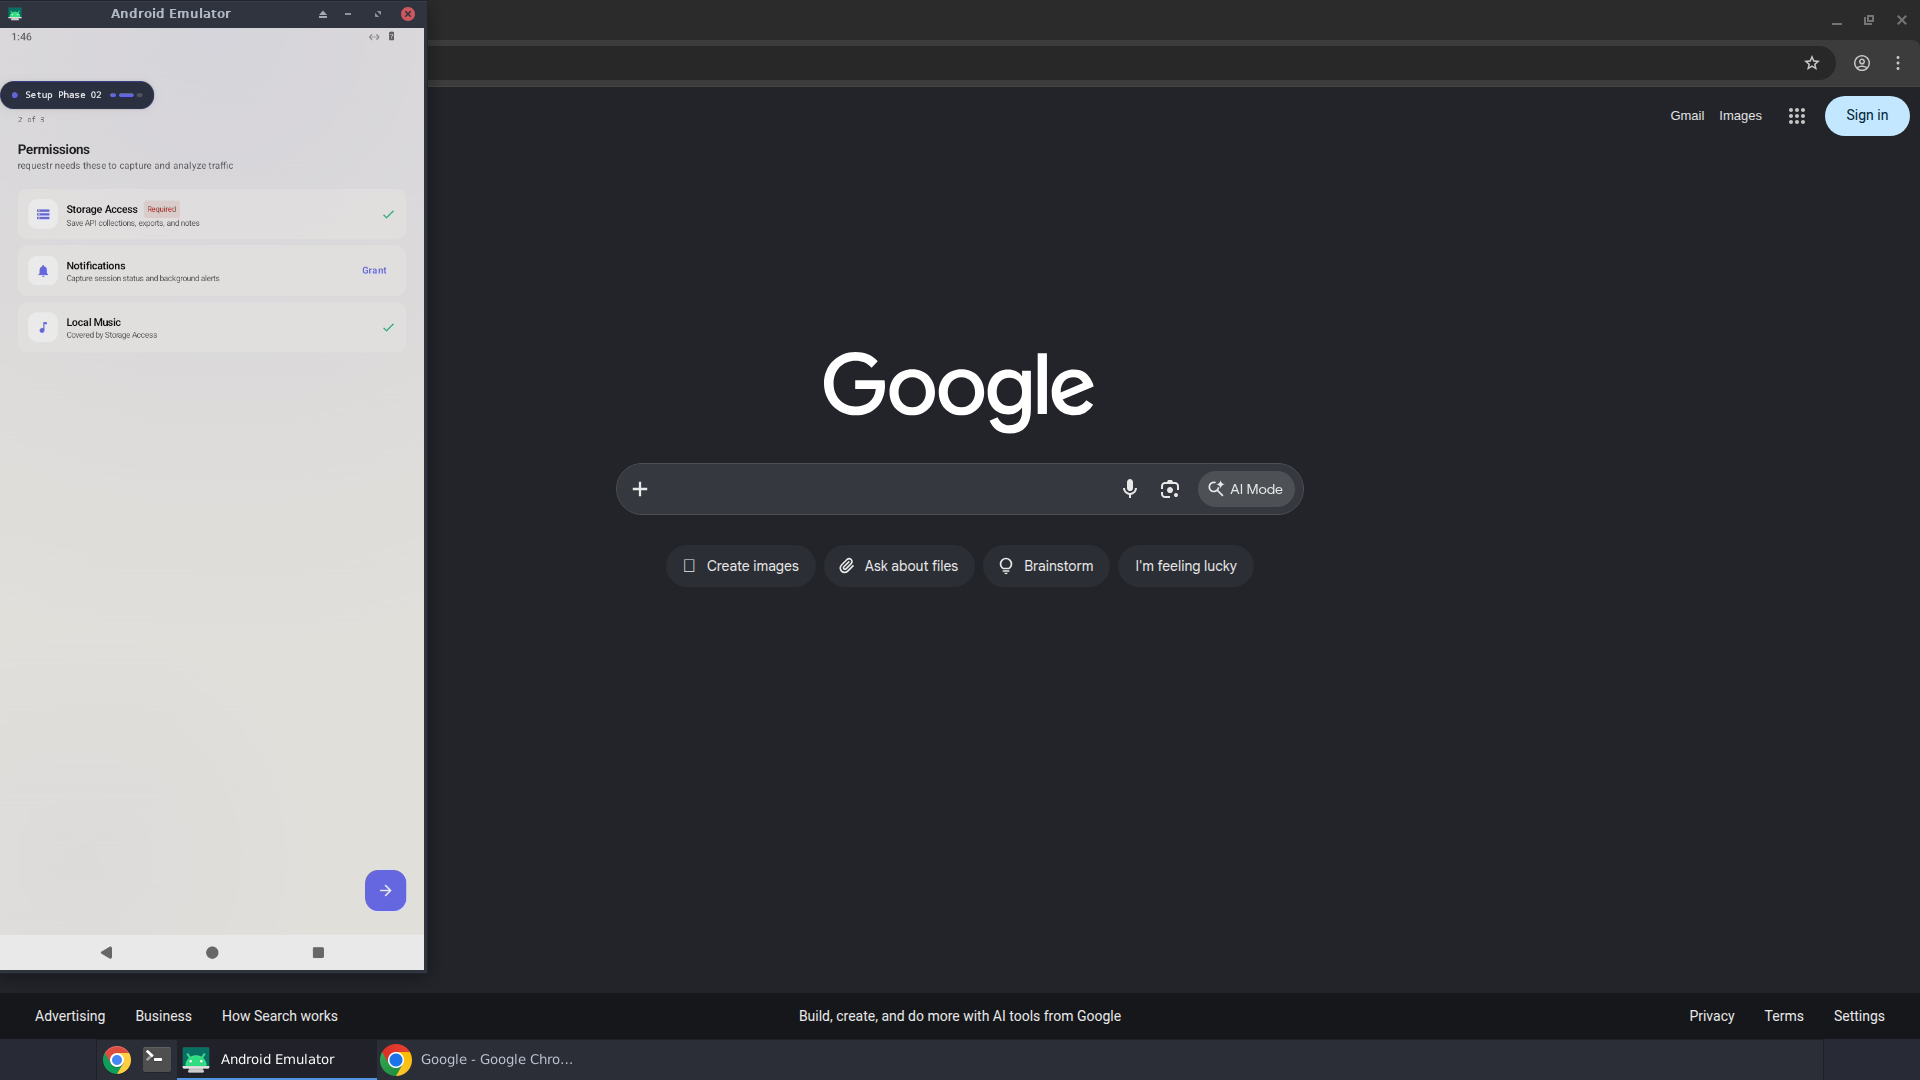 Android Emulator
1:46
Setup Phase 02
2 of 3
Permissions
requestr needs these to capture and analyze traffic
Storage Access Required
Save API collections, exports, and notes
Notifications
Capture session status and background alerts
Grant
Local Music
Covered by Storage Access
Gmail Images Sign in
Google
AI Mode
Create images Ask about files Brainstorm I'm feeling lucky
Advertising Business How Search works Build, create, and do more with AI tools from Google Privacy Terms Settings
Android Emulator Google - Google Chro...